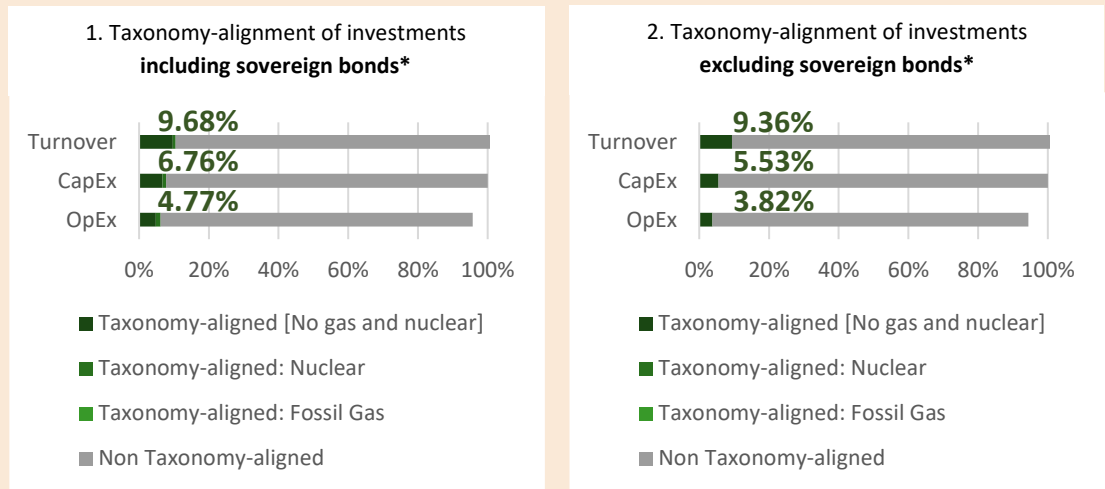 1. Taxonomy-alignment of investments
including sovereign bonds*
Turnover
9.68%
CapEx
6.76%
OpEx
4.77%
0% 20% 40% 60% 80% 100%
Taxonomy-aligned [No gas and nuclear]
Taxonomy-aligned: Nuclear
Taxonomy-aligned: Fossil Gas
Non Taxonomy-aligned
2. Taxonomy-alignment of investments
excluding sovereign bonds*
Turnover
9.36%
CapEx
5.53%
OpEx
3.82%
0% 20% 40% 60% 80% 100%
Taxonomy-aligned [No gas and nuclear]
Taxonomy-aligned: Nuclear
Taxonomy-aligned: Fossil Gas
Non Taxonomy-aligned